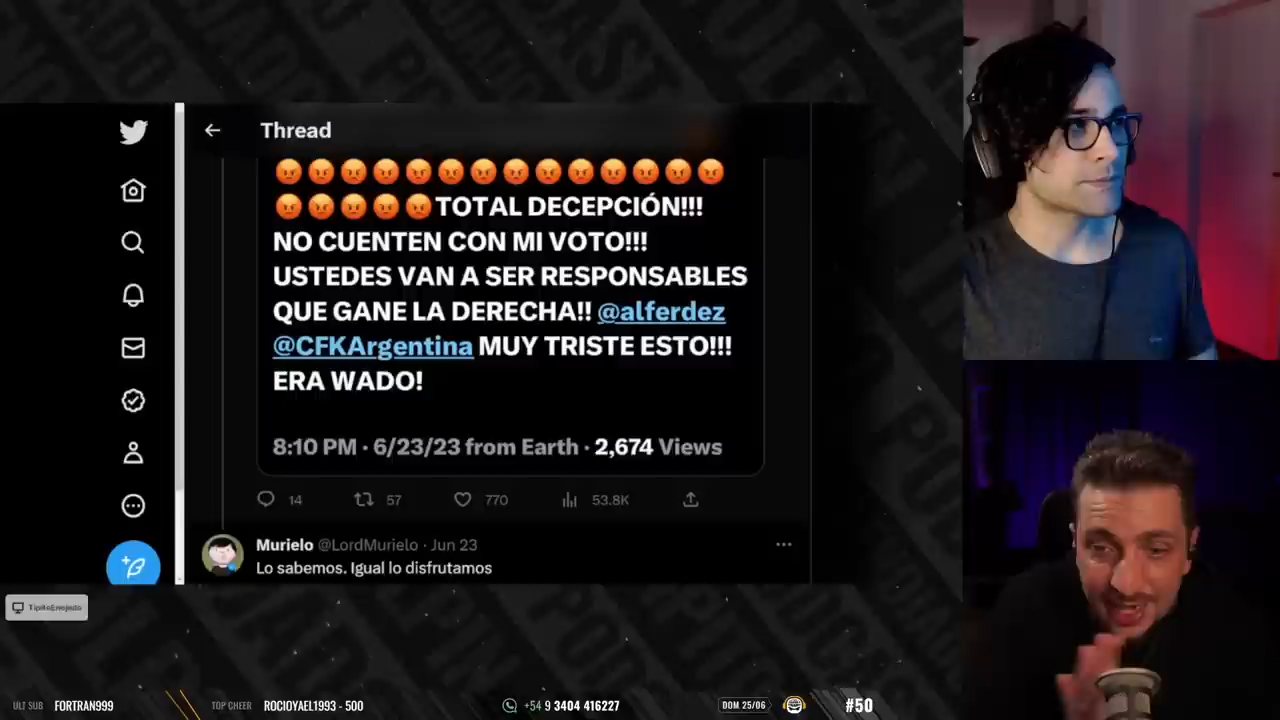 Thread
😡😡😡😡😡😡😡😡😡😡😡😡😡😡
😡😡😡😡😡TOTAL DECEPCIÓN!!!
NO CUENTEN CON MI VOTO!!!
USTEDES VAN A SER RESPONSABLES
QUE GANE LA DERECHA!! @alferdez
@CFKArgentina MUY TRISTE ESTO!!!
ERA WADO!
8:10 PM · 6/23/23 from Earth · 2,674 Views
14 57 770 53.8K
Murielo @LordMurielo · Jun 23
Lo sabemos. Igual lo disfrutamos
TipitoEnojado
ULT SUB FORTRAN999 TOP CHEER ROCIOYAEL1993 - 500 +54 9 3404 416227 DOM 25/06 #50